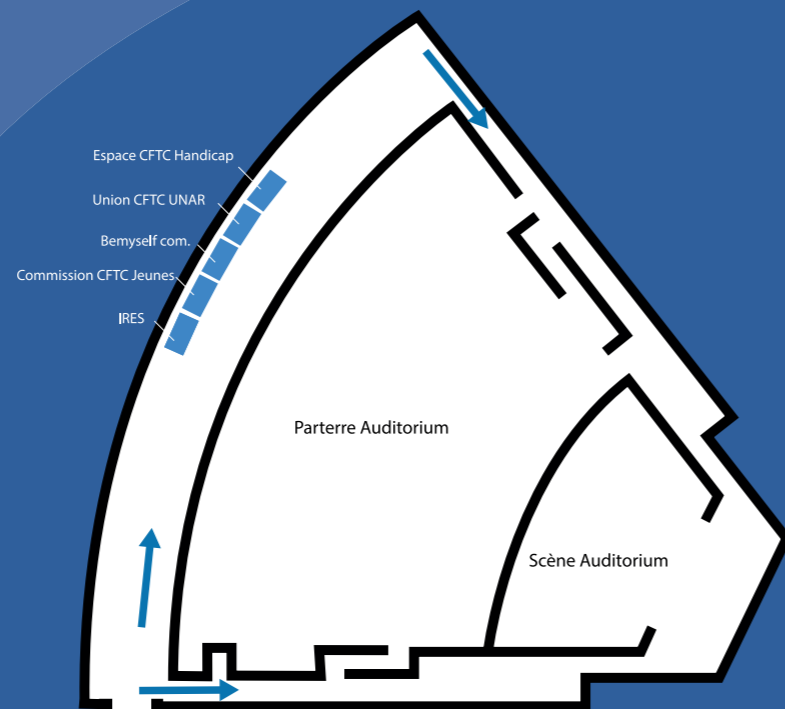 Espace CFTC Handicap
Union CFTC UNAR
Bemyself com.
Commission CFTC Jeunes
IRES
Parterre Auditorium
Scène Auditorium